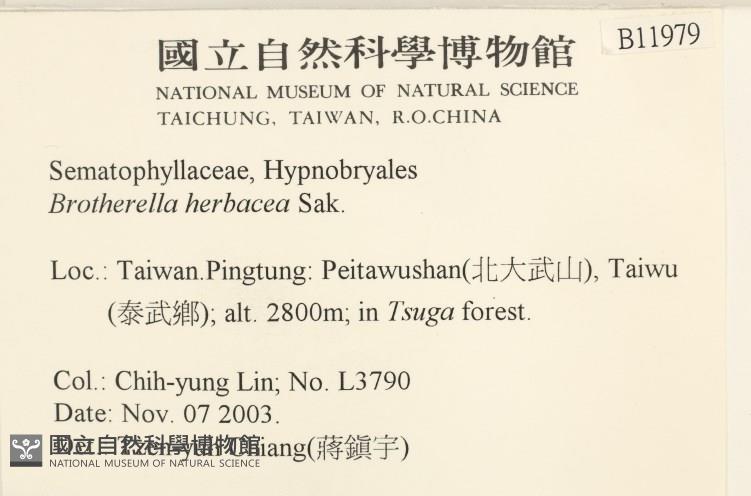 國立自然科學博物館
B11979
NATIONAL MUSEUM OF NATURAL SCIENCE
TAICHUNG, TAIWAN, R.O.CHINA
Sematophyllaceae, Hypnobryales
Brotherella herbacea Sak.
Loc.: Taiwan.Pingtung: Peitawushan(北大武山), Taiwu
(泰武鄉); alt. 2800m; in Tsuga forest.
Col.: Chih-yung Lin; No. L3790
Date: Nov. 07 2003.
Chiang(蔣鎮宇)
國立自然科學博物館
NATIONAL MUSEUM OF NATURAL SCIENCE